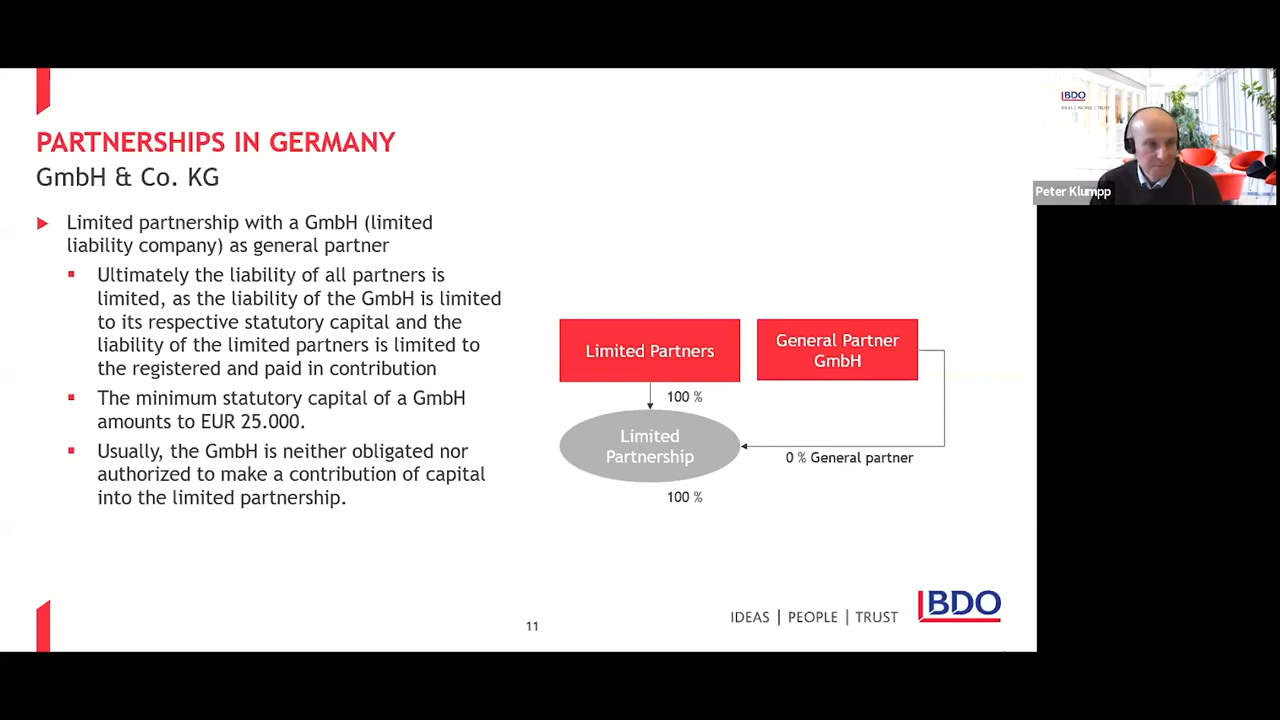 PARTNERSHIPS IN GERMANY
GmbH & Co. KG
Limited partnership with a GmbH (limited
liability company) as general partner
Ultimately the liability of all partners is
limited, as the liability of the GmbH is limited
to its respective statutory capital and the
liability of the limited partners is limited to
the registered and paid in contribution
The minimum statutory capital of a GmbH
amounts to EUR 25.000.
Usually, the GmbH is neither obligated nor
authorized to make a contribution of capital
into the limited partnership.
Limited Partners
General Partner
GmbH
100 %
Limited
Partnership
0 % General partner
100 %
11
IDEAS | PEOPLE | TRUST
BDO
BDO
IDEAS | PEOPLE | TRUST
Peter Klumpp